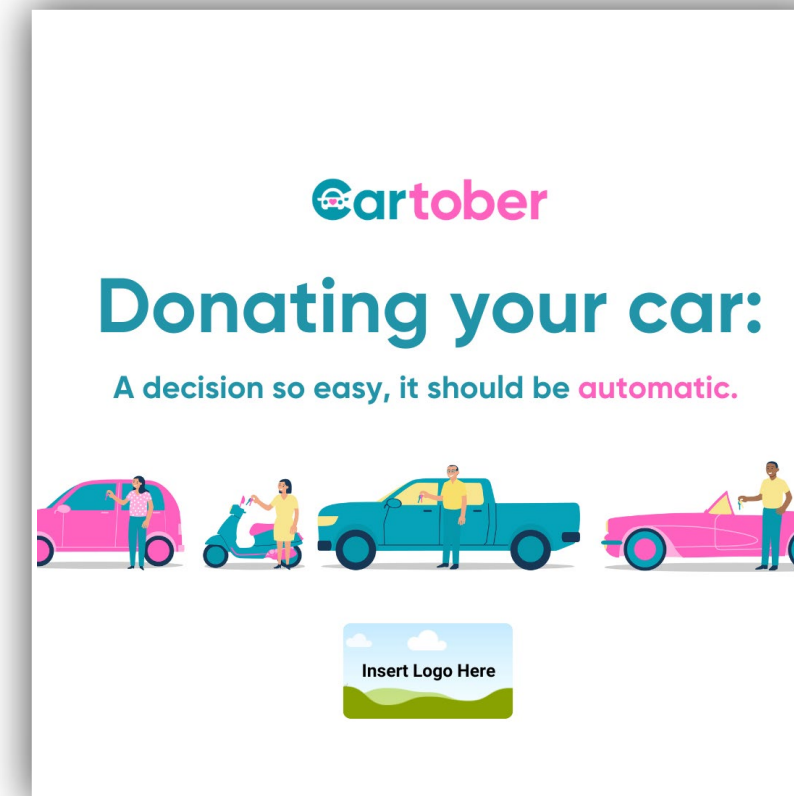 Cartober
Donating your car:
A decision so easy, it should be automatic.
Insert Logo Here